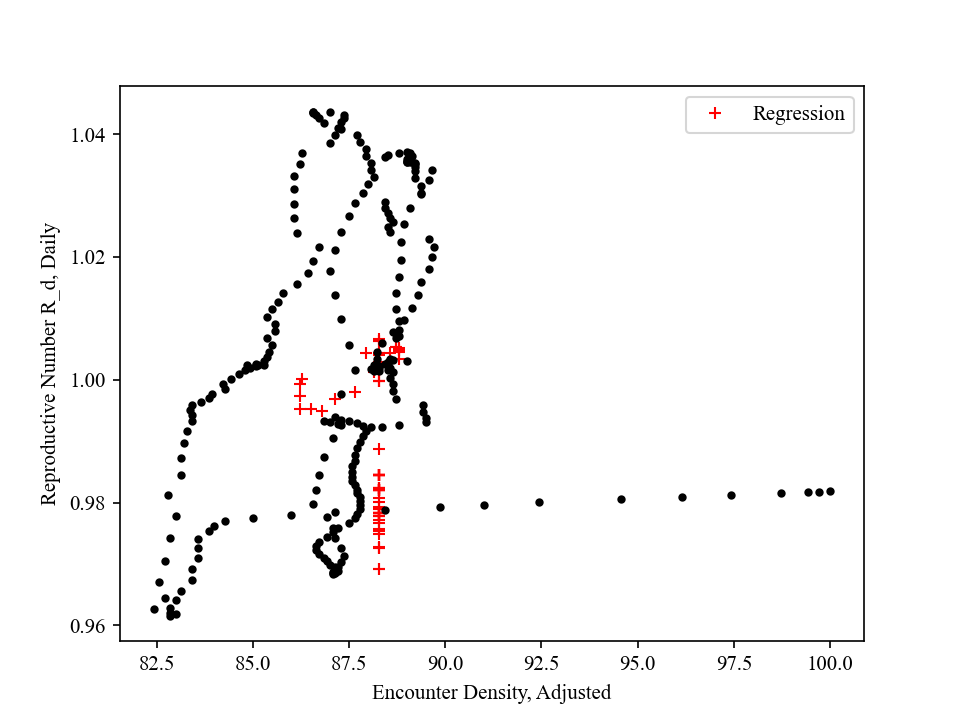 Regression
1.04
1.02
1.00
0.98
0.96
Reproductive Number R_d, Daily
82.5 85.0 87.5 90.0 92.5 95.0 97.5 100.0
Encounter Density, Adjusted